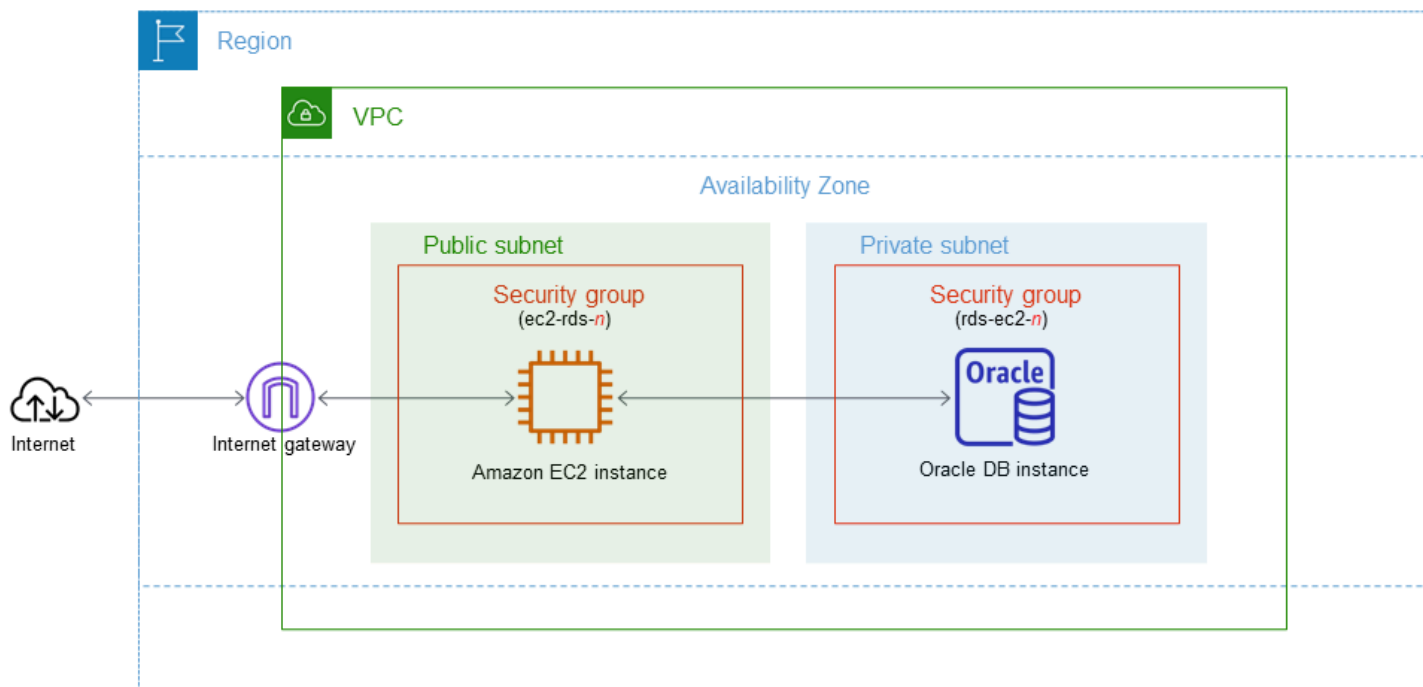 Region
VPC
Availability Zone
Public subnet
Private subnet
Security group
(ec2-rds-n)
Security group
(rds-ec2-n)
Oracle
Internet
Internet gateway
Amazon EC2 instance
Oracle DB instance